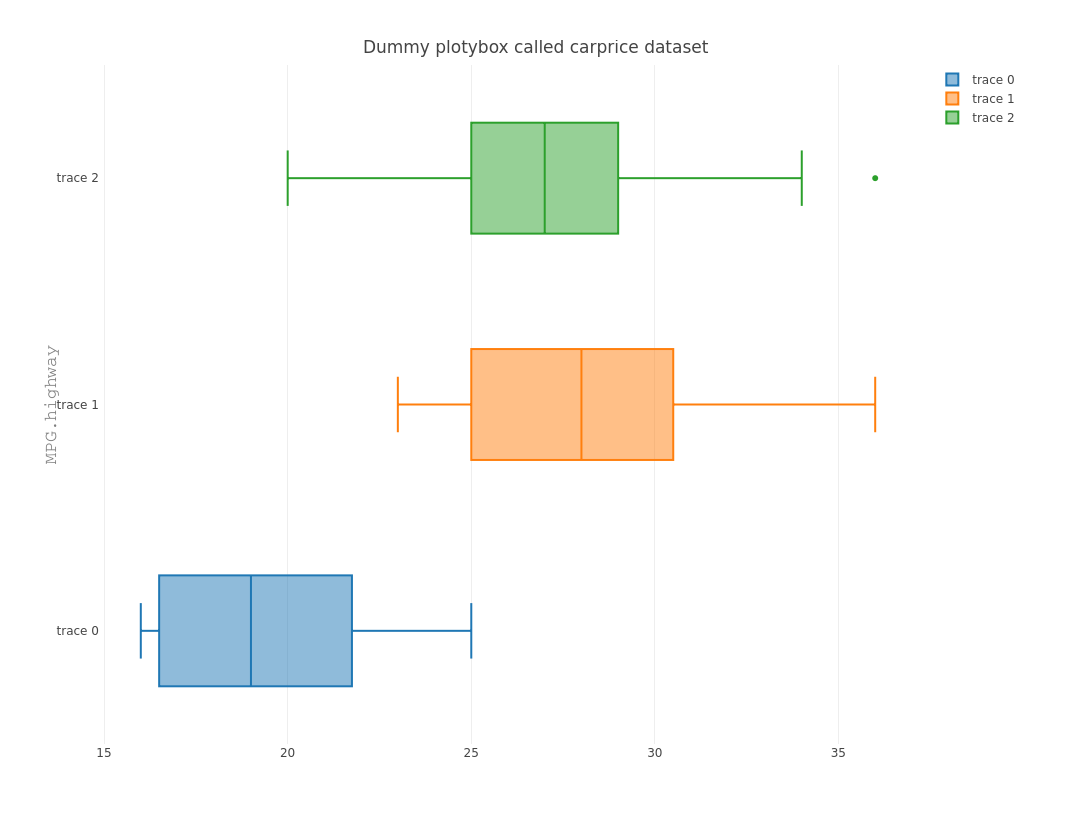 Dummy plotybox called carprice dataset
trace 0
trace 1
trace 2
trace 2
trace 1
trace 0
MPG.highway
15
20
25
30
35